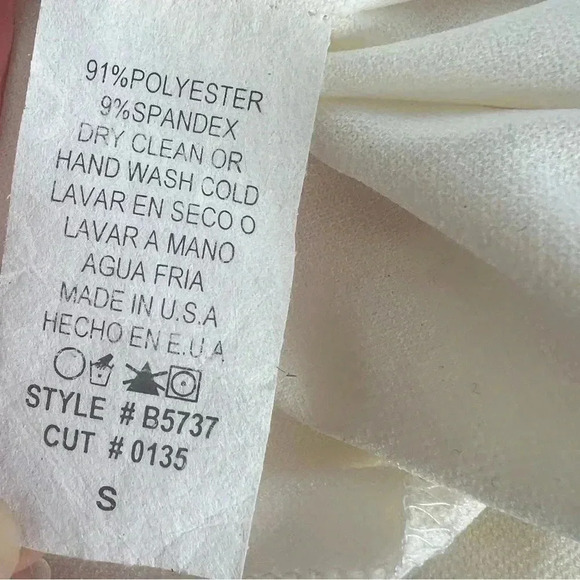 91%POLYESTER
9%SPANDEX
DRY CLEAN OR
HAND WASH COLD
LAVAR EN SECO O
LAVAR A MANO
AGUA FRIA
MADE IN U.S.A
HECHO EN E.U.A
STYLE # B5737
CUT # 0135
S